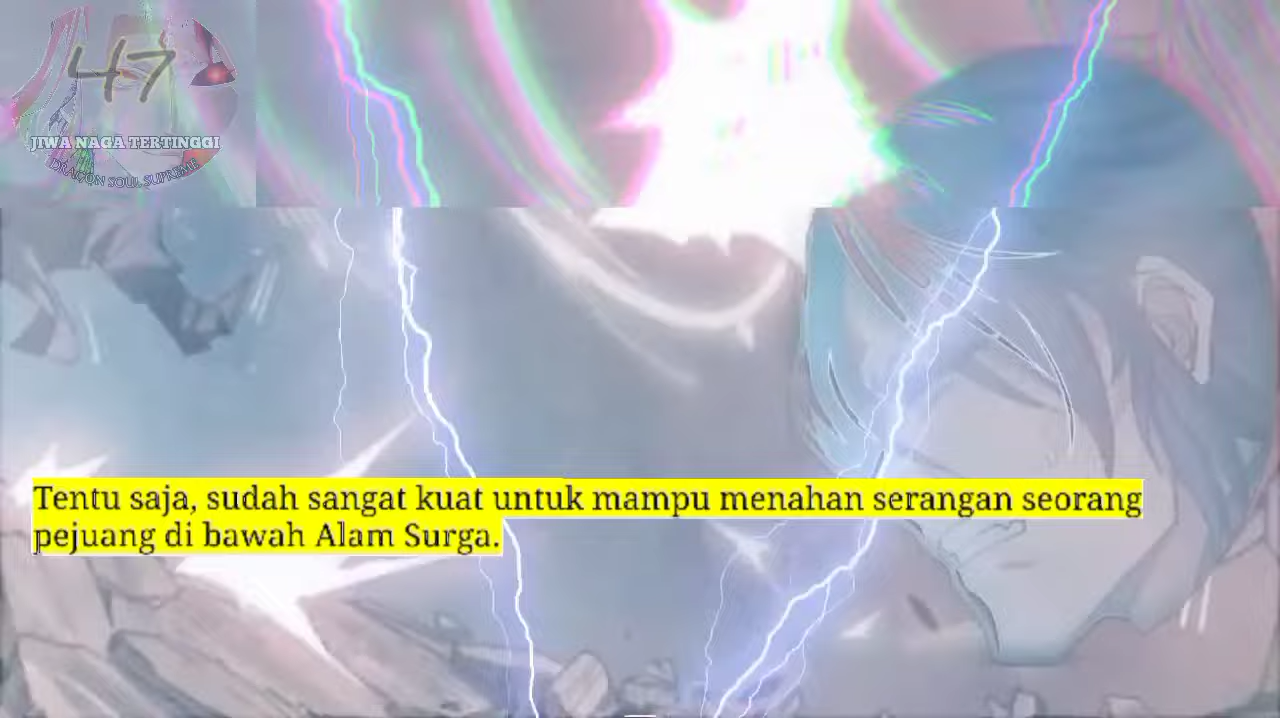 47
JIWA NAGA TERTINGGI
DRAGON SOUL SUPREME
Tentu saja, sudah sangat kuat untuk mampu menahan serangan seorang
pejuang di bawah Alam Surga.